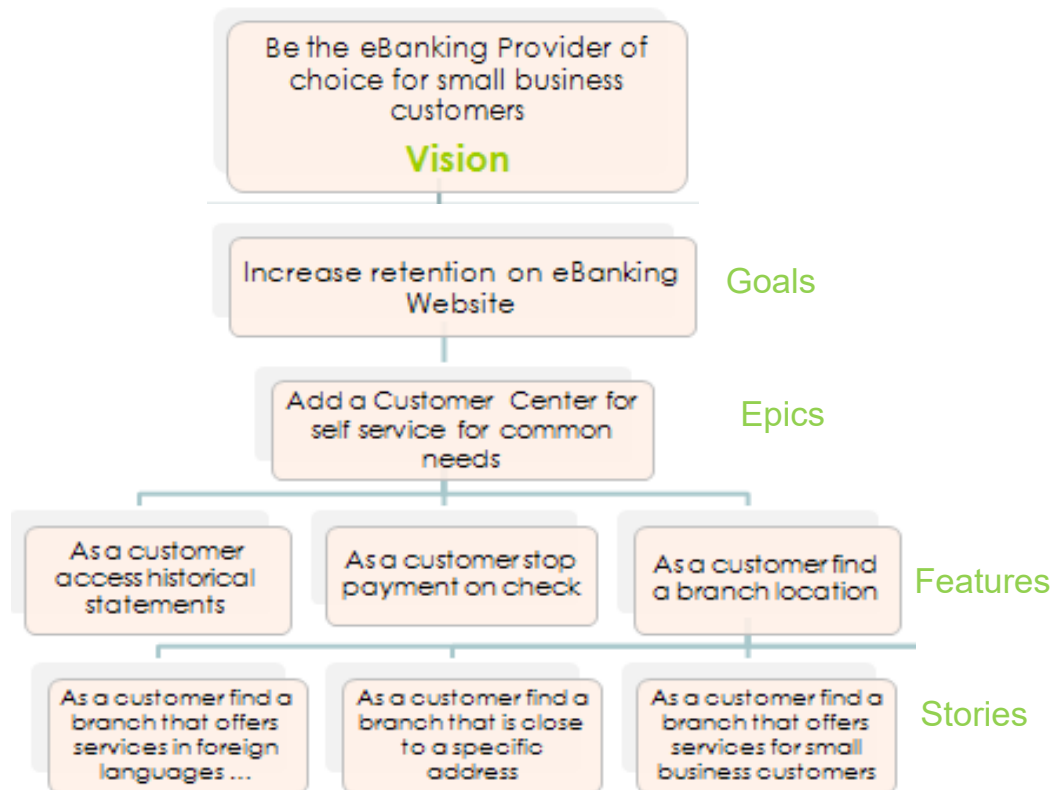 Be the eBanking Provider of
choice for small business
customers
Vision
Increase retention on eBanking
Website
Goals
Add a Customer Center for
self service for common
needs
Epics
As a customer
access historical
statements
As a customer stop
payment on check
As a customer find
a branch location
Features
As a customer find a
branch that offers
services in foreign
languages ...
As a customer find a
branch that is close
to a specific
address
As a customer find a
branch that offers
services for small
business customers
Stories